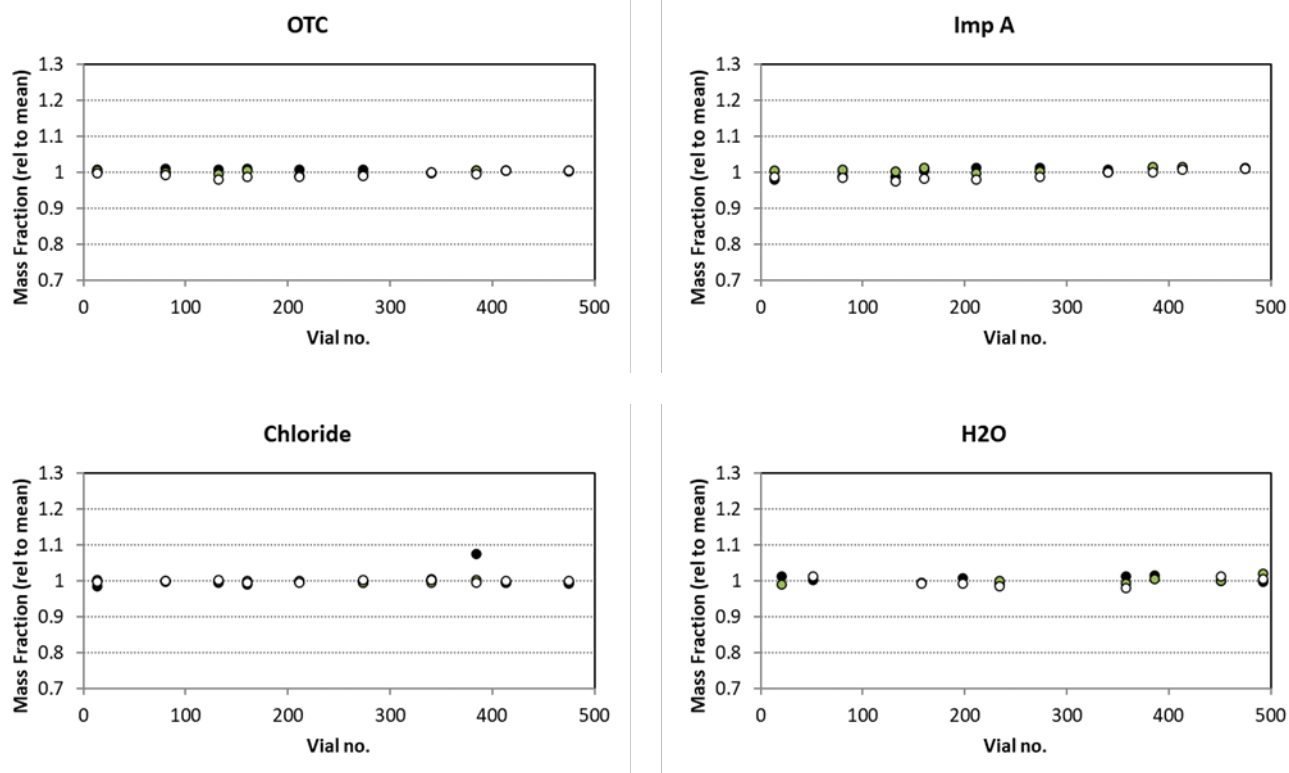 OTC
Mass Fraction (rel to mean)
1.3
1.2
1.1
1
0.9
0.8
0.7
0 100 200 300 400 500
Vial no.
Imp A
Mass Fraction (rel to mean)
1.3
1.2
1.1
1
0.9
0.8
0.7
0 100 200 300 400 500
Vial no.
Chloride
Mass Fraction (rel to mean)
1.3
1.2
1.1
1
0.9
0.8
0.7
0 100 200 300 400 500
Vial no.
H2O
Mass Fraction (rel to mean)
1.3
1.2
1.1
1
0.9
0.8
0.7
0 100 200 300 400 500
Vial no.